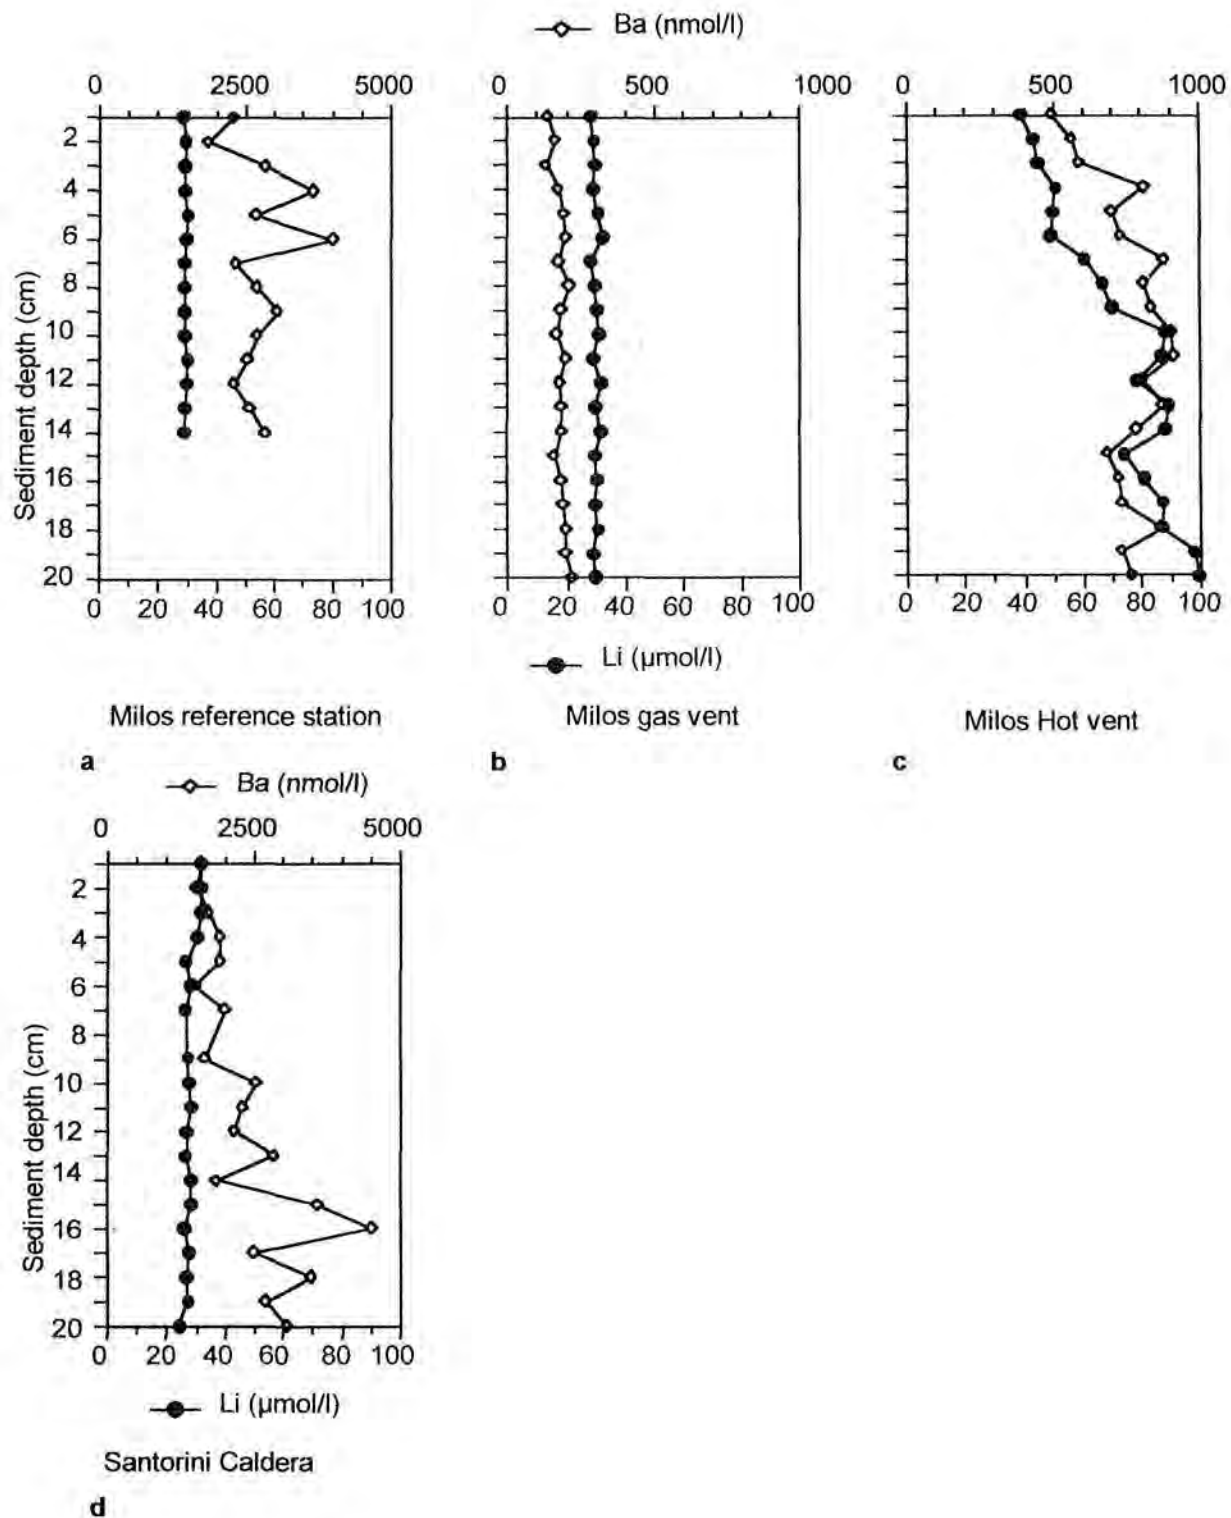 Ba (nmol/l)
0 2500 5000
0 5000 1000
0 5000 1000
Sediment depth (cm)
2
4
6
8
10
12
14
16
18
20
0 20 40 60 80 100
0 20 40 60 80 100
0 20 40 60 80 100
Li (µmol/l)
Milos reference station
Milos gas vent
Milos Hot vent
a
b
c
Ba (nmol/l)
0 2500 5000
Sediment depth (cm)
2
4
6
8
10
12
14
16
18
20
0 20 40 60 80 100
Li (µmol/l)
Santorini Caldera
d